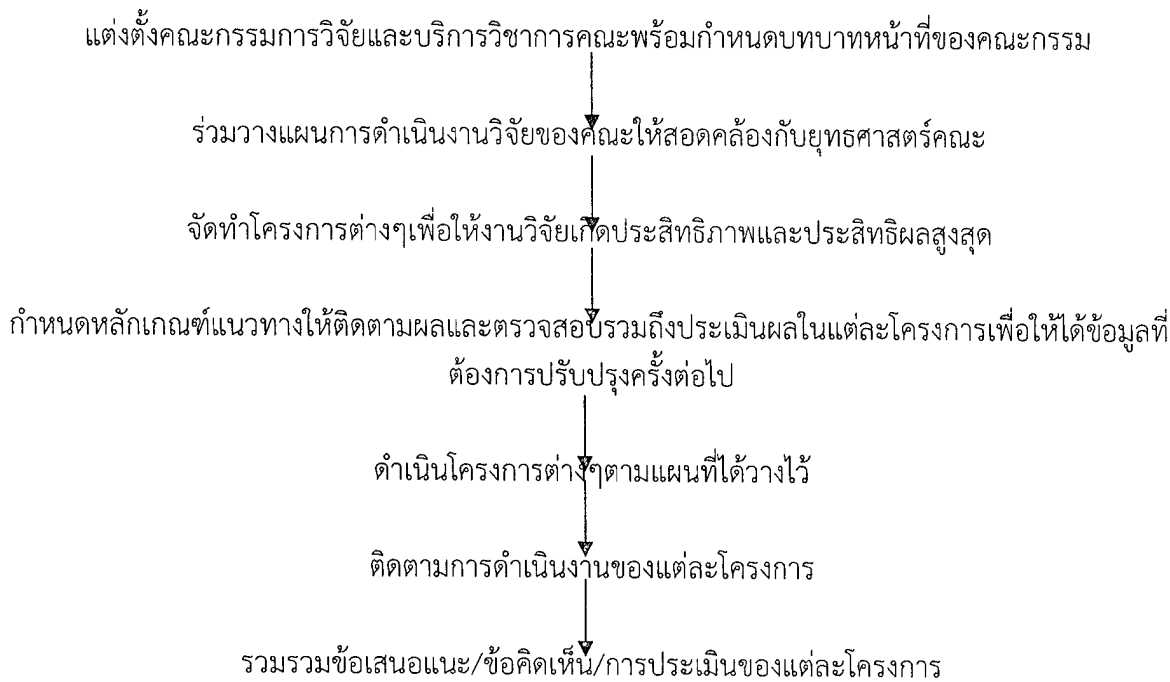 แต่งตั้งคณะกรรมการวิจัยและบริการวิชาการคณะพร้อมกำหนดบทบาทหน้าที่ของคณะกรรม
ร่วมวางแผนการดำเนินงานวิจัยของคณะให้สอดคล้องกับยุทธศาสตร์คณะ
จัดทำโครงการต่างๆเพื่อให้งานวิจัยเกิดประสิทธิภาพและประสิทธิผลสูงสุด
กำหนดหลักเกณฑ์แนวทางให้ติดตามผลและตรวจสอบรวมถึงประเมินผลในแต่ละโครงการเพื่อให้ได้ข้อมูลที่
ต้องการปรับปรุงครั้งต่อไป
ดำเนินโครงการต่างๆตามแผนที่ได้วางไว้
ติดตามการดำเนินงานของแต่ละโครงการ
รวมรวมข้อเสนอแนะ/ข้อคิดเห็น/การประเมินของแต่ละโครงการ